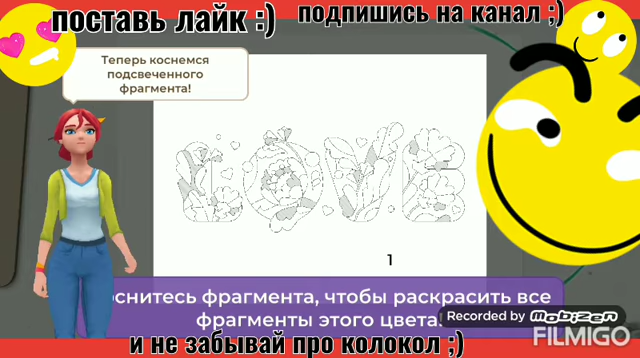 поставь лайк :)
подпишись на канал ;)
Теперь коснемся
подсвеченного
фрагмента!
LOVE
1
оснитесь фрагмента, чтобы раскрасить все
фрагменты этого цвета.
Recorded by Mobizen
FILMIGO
и не забывай про колокол ;)